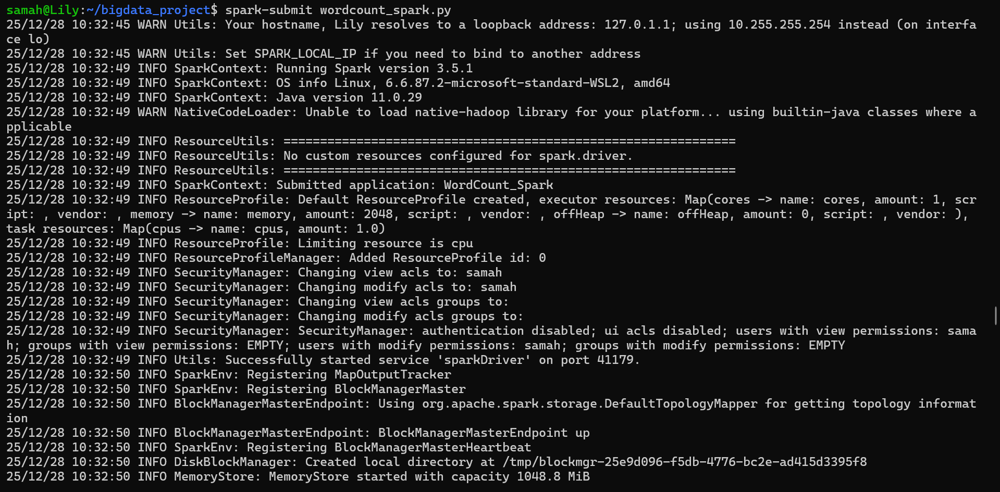 samah@Lily:~/bigdata_project$ spark-submit wordcount_spark.py
25/12/28 10:32:45 WARN Utils: Your hostname, Lily resolves to a loopback address: 127.0.1.1; using 10.255.255.254 instead (on interfa
ce lo)
25/12/28 10:32:45 WARN Utils: Set SPARK_LOCAL_IP if you need to bind to another address
25/12/28 10:32:49 INFO SparkContext: Running Spark version 3.5.1
25/12/28 10:32:49 INFO SparkContext: OS info Linux, 6.6.87.2-microsoft-standard-WSL2, amd64
25/12/28 10:32:49 INFO SparkContext: Java version 11.0.29
25/12/28 10:32:49 WARN NativeCodeLoader: Unable to load native-hadoop library for your platform... using builtin-java classes where a
pplicable
25/12/28 10:32:49 INFO ResourceUtils: ==============================================================
25/12/28 10:32:49 INFO ResourceUtils: No custom resources configured for spark.driver.
25/12/28 10:32:49 INFO ResourceUtils: ==============================================================
25/12/28 10:32:49 INFO SparkContext: Submitted application: WordCount_Spark
25/12/28 10:32:49 INFO ResourceProfile: Default ResourceProfile created, executor resources: Map(cores -> name: cores, amount: 1, scr
ipt: , vendor: , memory -> name: memory, amount: 2048, script: , vendor: , offHeap -> name: offHeap, amount: 0, script: , vendor: ),
task resources: Map(cpus -> name: cpus, amount: 1.0)
25/12/28 10:32:49 INFO ResourceProfile: Limiting resource is cpu
25/12/28 10:32:49 INFO ResourceProfileManager: Added ResourceProfile id: 0
25/12/28 10:32:49 INFO SecurityManager: Changing view acls to: samah
25/12/28 10:32:49 INFO SecurityManager: Changing modify acls to: samah
25/12/28 10:32:49 INFO SecurityManager: Changing view acls groups to:
25/12/28 10:32:49 INFO SecurityManager: Changing modify acls groups to:
25/12/28 10:32:49 INFO SecurityManager: SecurityManager: authentication disabled; ui acls disabled; users with view permissions: sama
h; groups with view permissions: EMPTY; users with modify permissions: samah; groups with modify permissions: EMPTY
25/12/28 10:32:49 INFO Utils: Successfully started service 'sparkDriver' on port 41179.
25/12/28 10:32:50 INFO SparkEnv: Registering MapOutputTracker
25/12/28 10:32:50 INFO SparkEnv: Registering BlockManagerMaster
25/12/28 10:32:50 INFO BlockManagerMasterEndpoint: Using org.apache.spark.storage.DefaultTopologyMapper for getting topology informat
ion
25/12/28 10:32:50 INFO BlockManagerMasterEndpoint: BlockManagerMasterEndpoint up
25/12/28 10:32:50 INFO SparkEnv: Registering BlockManagerMasterHeartbeat
25/12/28 10:32:50 INFO DiskBlockManager: Created local directory at /tmp/blockmgr-25e9d096-f5db-4776-bc2e-ad415d3395f8
25/12/28 10:32:50 INFO MemoryStore: MemoryStore started with capacity 1048.8 MiB